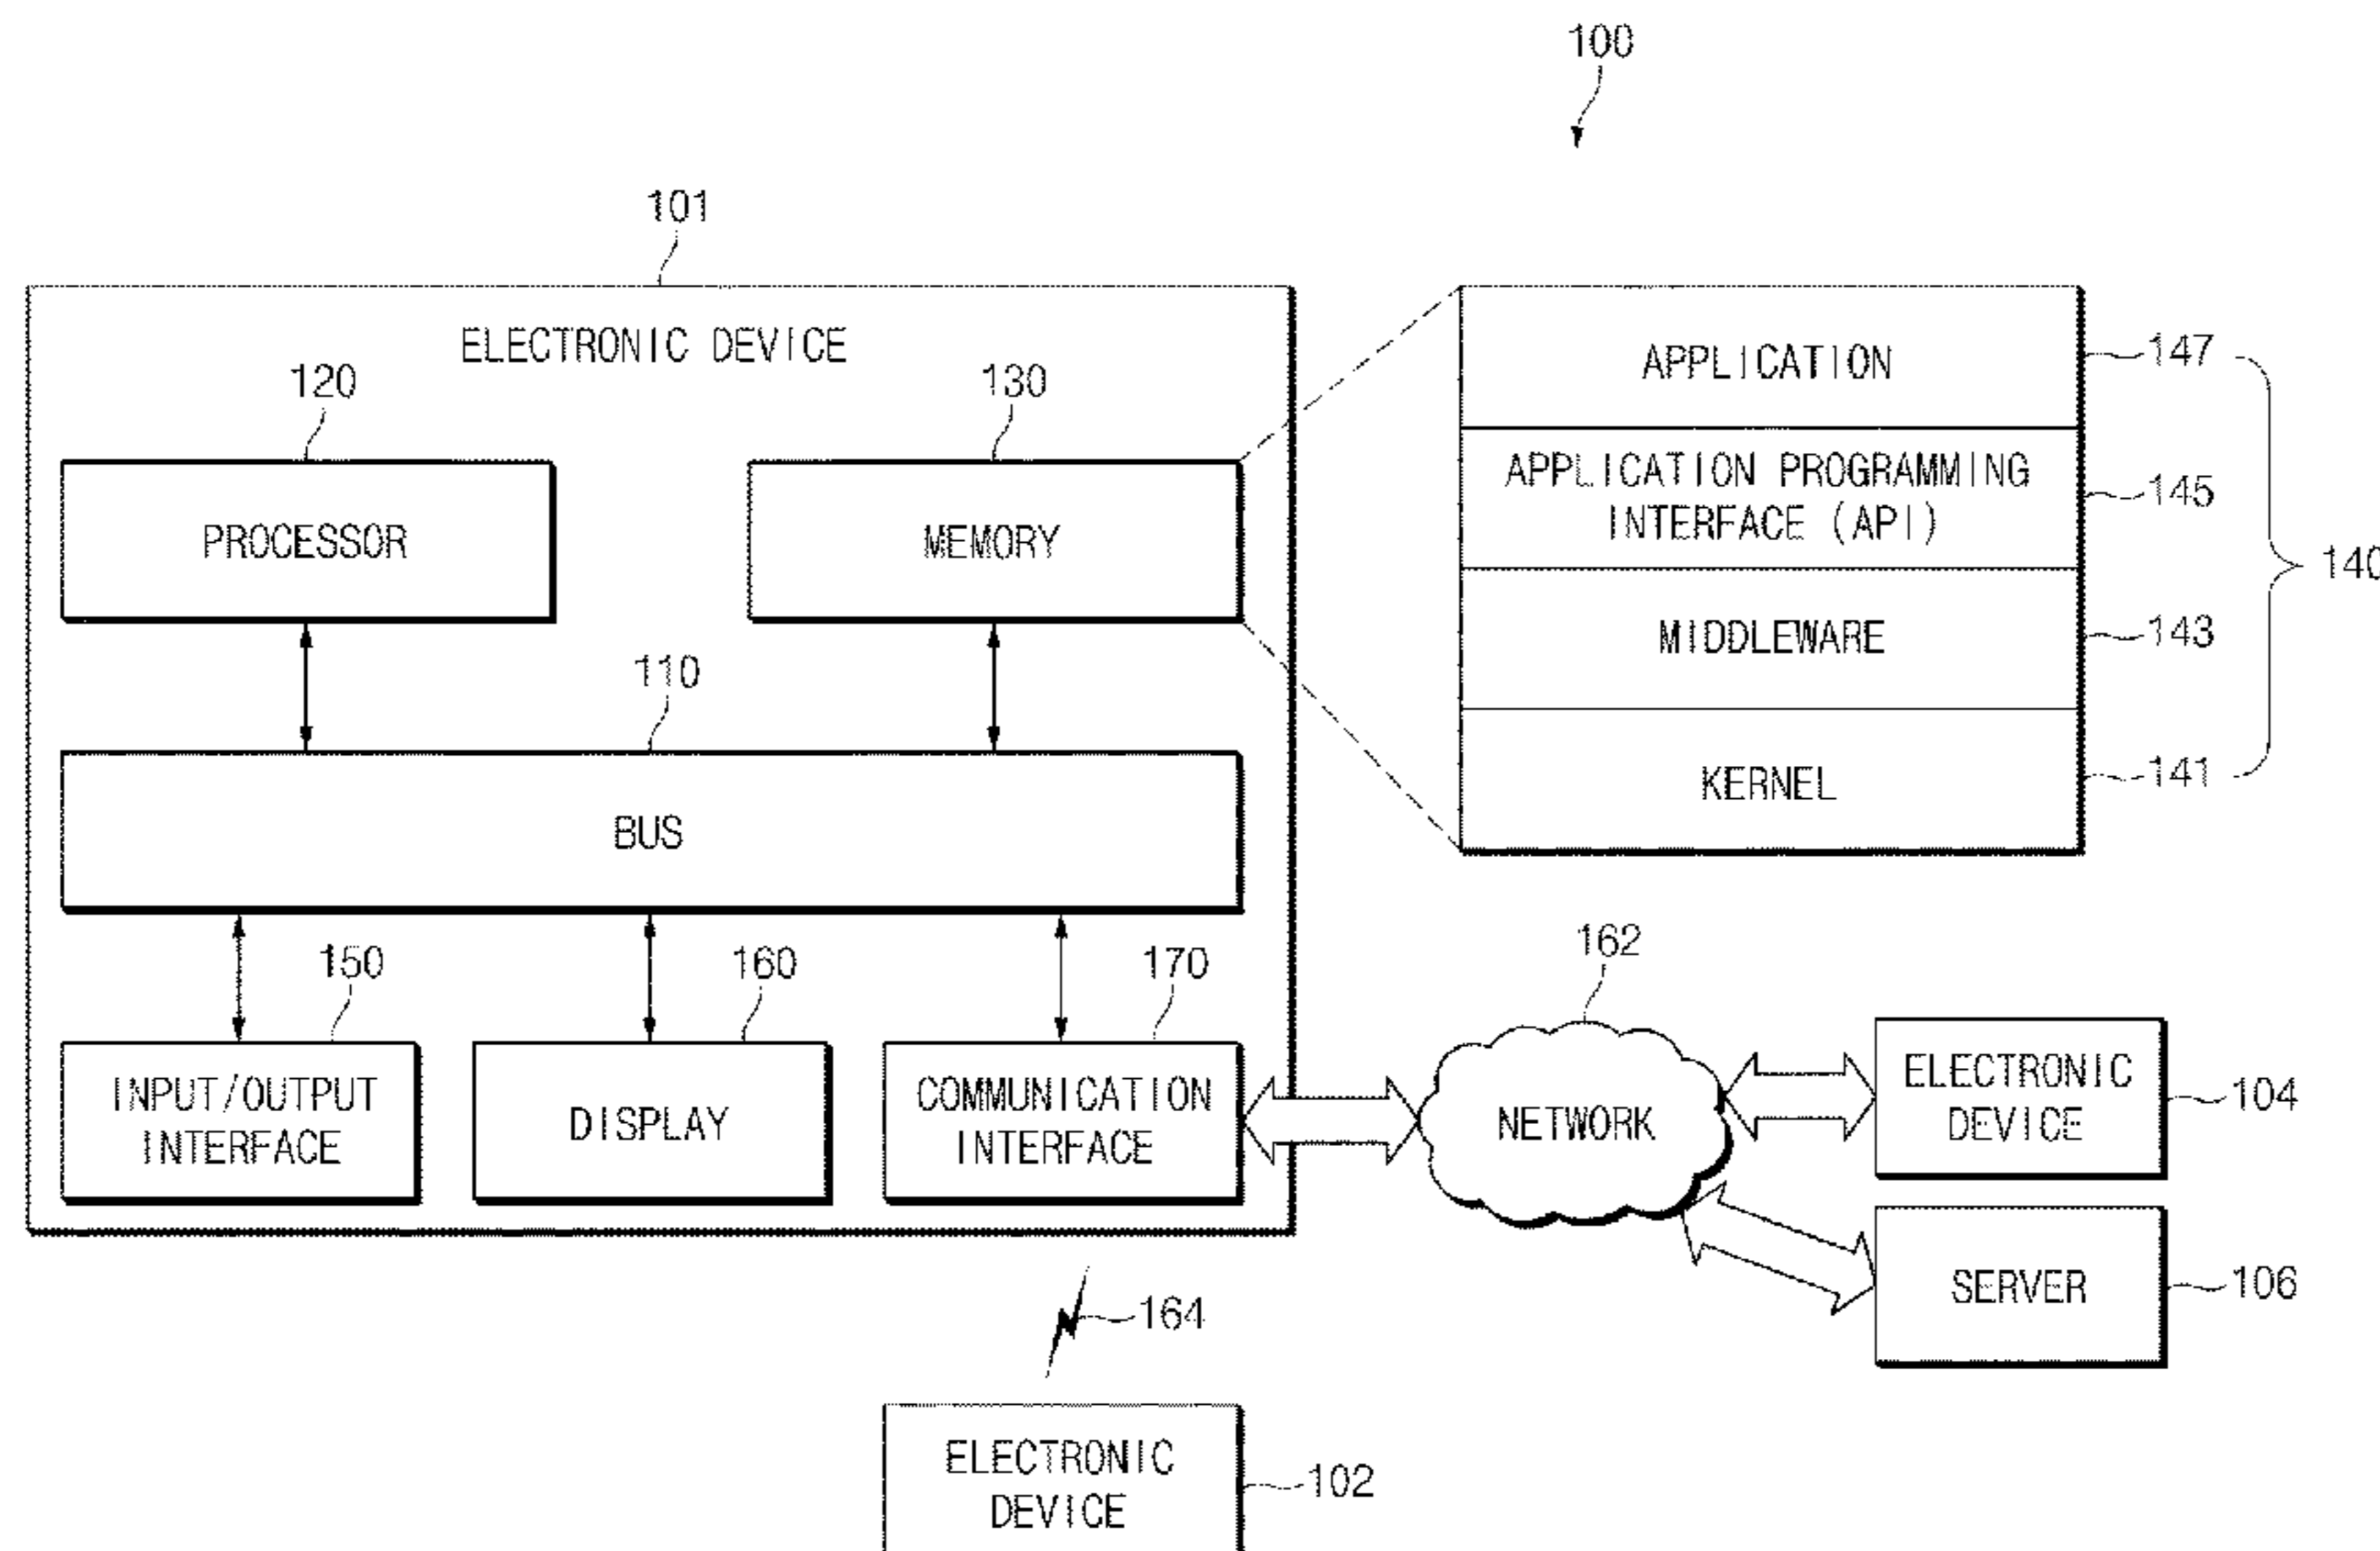 100
101
ELECTRONIC DEVICE
120
130
PROCESSOR
MEMORY
110
BUS
150
160
170
INPUT/OUTPUT
INTERFACE
DISPLAY
COMMUNICATION
INTERFACE
APPLICATION
147
APPLICATION PROGRAMMING
INTERFACE (API)
145
140
MIDDLEWARE
143
KERNEL
141
162
NETWORK
ELECTRONIC
DEVICE
104
SERVER
106
164
ELECTRONIC
DEVICE
102